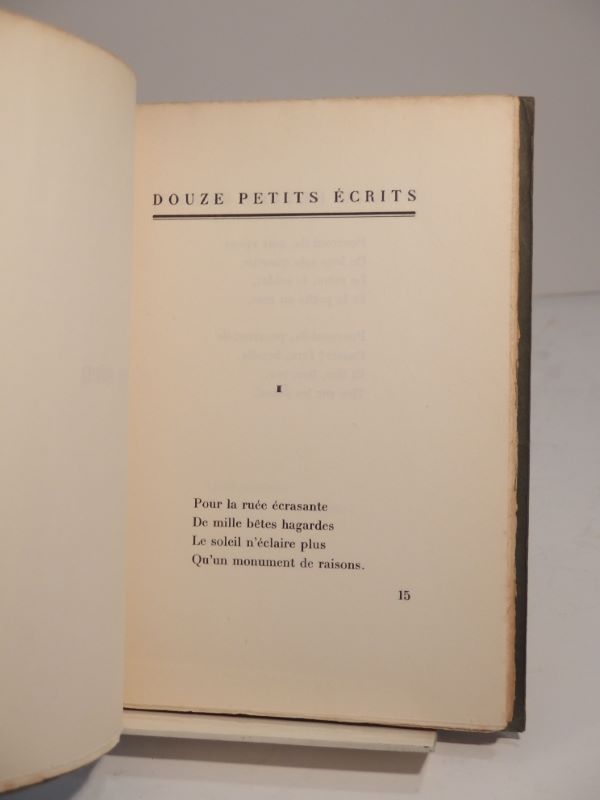 DOUZE PETITS ÉCRITS
I
Pour la ruée écrasante
De mille bêtes hagardes
Le soleil n'éclaire plus
Qu'un monument de raisons.
15